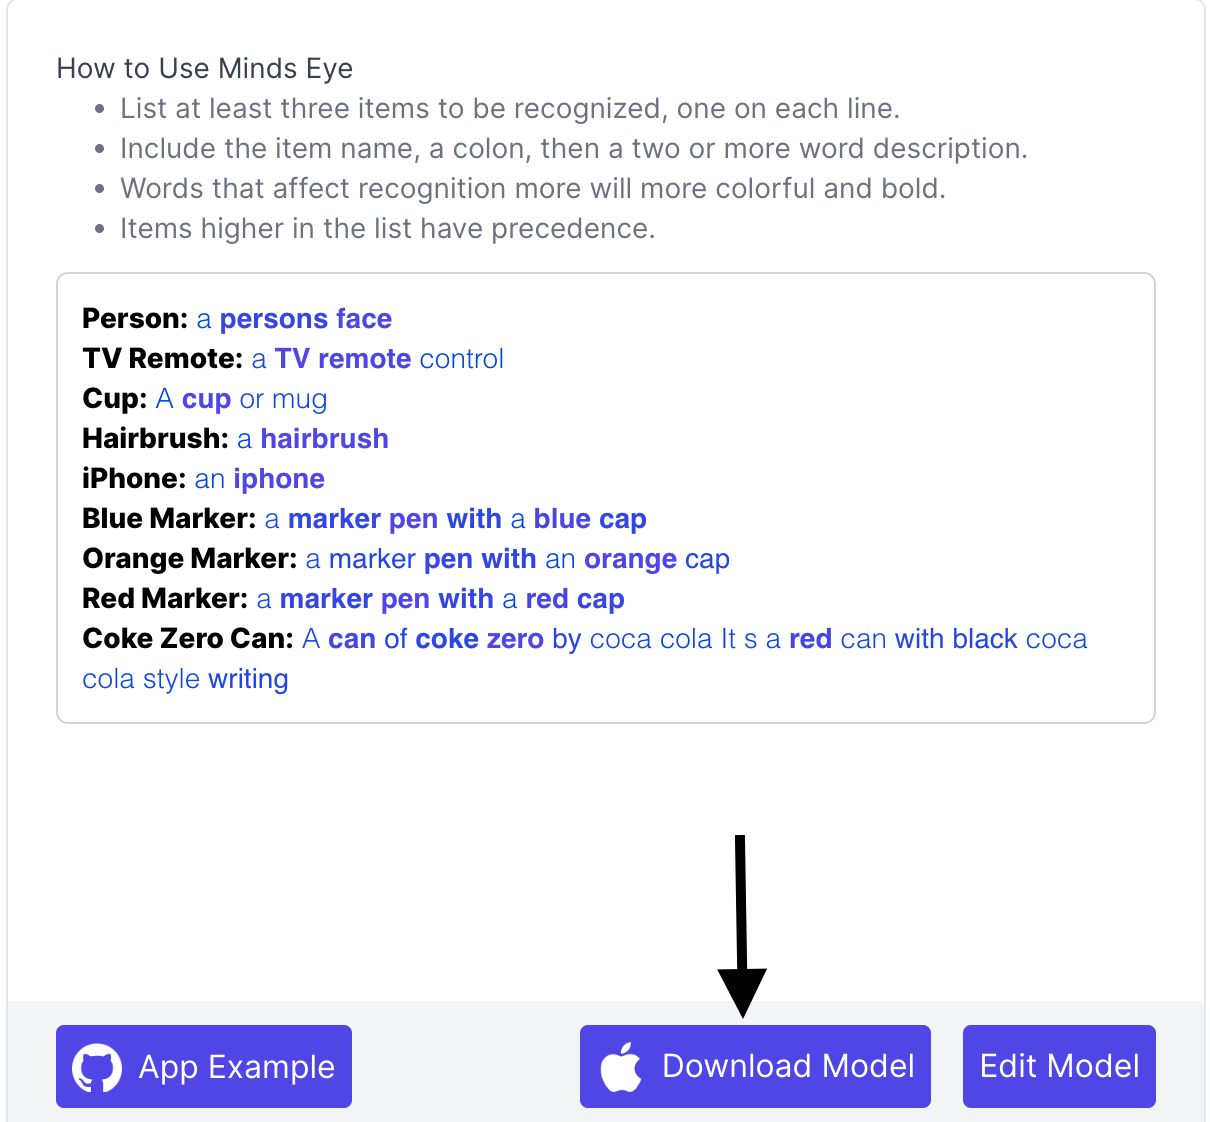 How to Use Minds Eye
• List at least three items to be recognized, one on each line.
• Include the item name, a colon, then a two or more word description.
• Words that affect recognition more will more colorful and bold.
• Items higher in the list have precedence.
Person: a persons face
TV Remote: a TV remote control
Cup: A cup or mug
Hairbrush: a hairbrush
iPhone: an iphone
Blue Marker: a marker pen with a blue cap
Orange Marker: a marker pen with an orange cap
Red Marker: a marker pen with a red cap
Coke Zero Can: A can of coke zero by coca cola It s a red can with black coca
cola style writing
App Example
Download Model
Edit Model